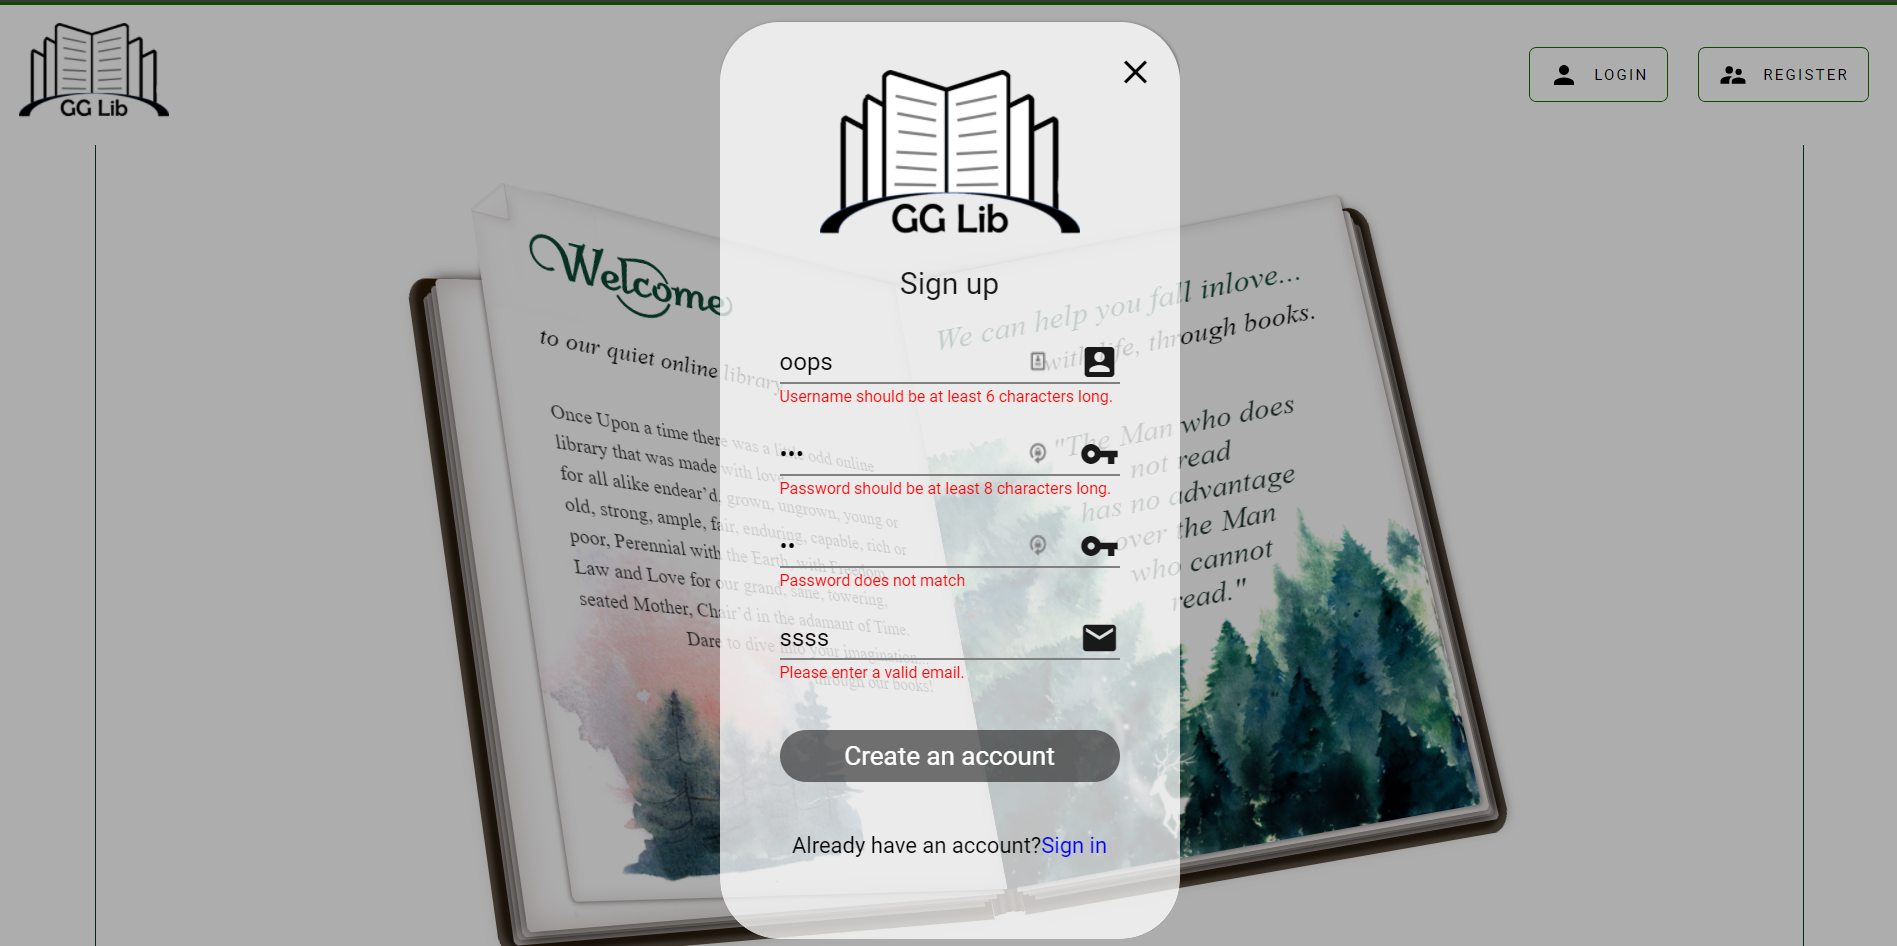 GG Lib
LOGIN
REGISTER
GG Lib
Sign up
oops
Username should be at least 6 characters long.
•••
Password should be at least 8 characters long.
••
Password does not match
ssss
Please enter a valid email.
Create an account
Already have an account?Sign in
Welcome
to our quiet online library
Once Upon a time there was a little odd online
library that was made with love
for all alike endear'd, grown, ungrown, young or
old, strong, ample, fair, enduring, capable, rich or
poor, Perennial with the Earth, with Freedom,
Law and Love for our grand, sane, towering,
seated Mother, Chair'd in the adamant of Time.
Dare to dive into your imagination...
through our books!
We can help you fall inlove...
with life, through books.
"The Man who does
not read
has no advantage
over the Man
who cannot
read."